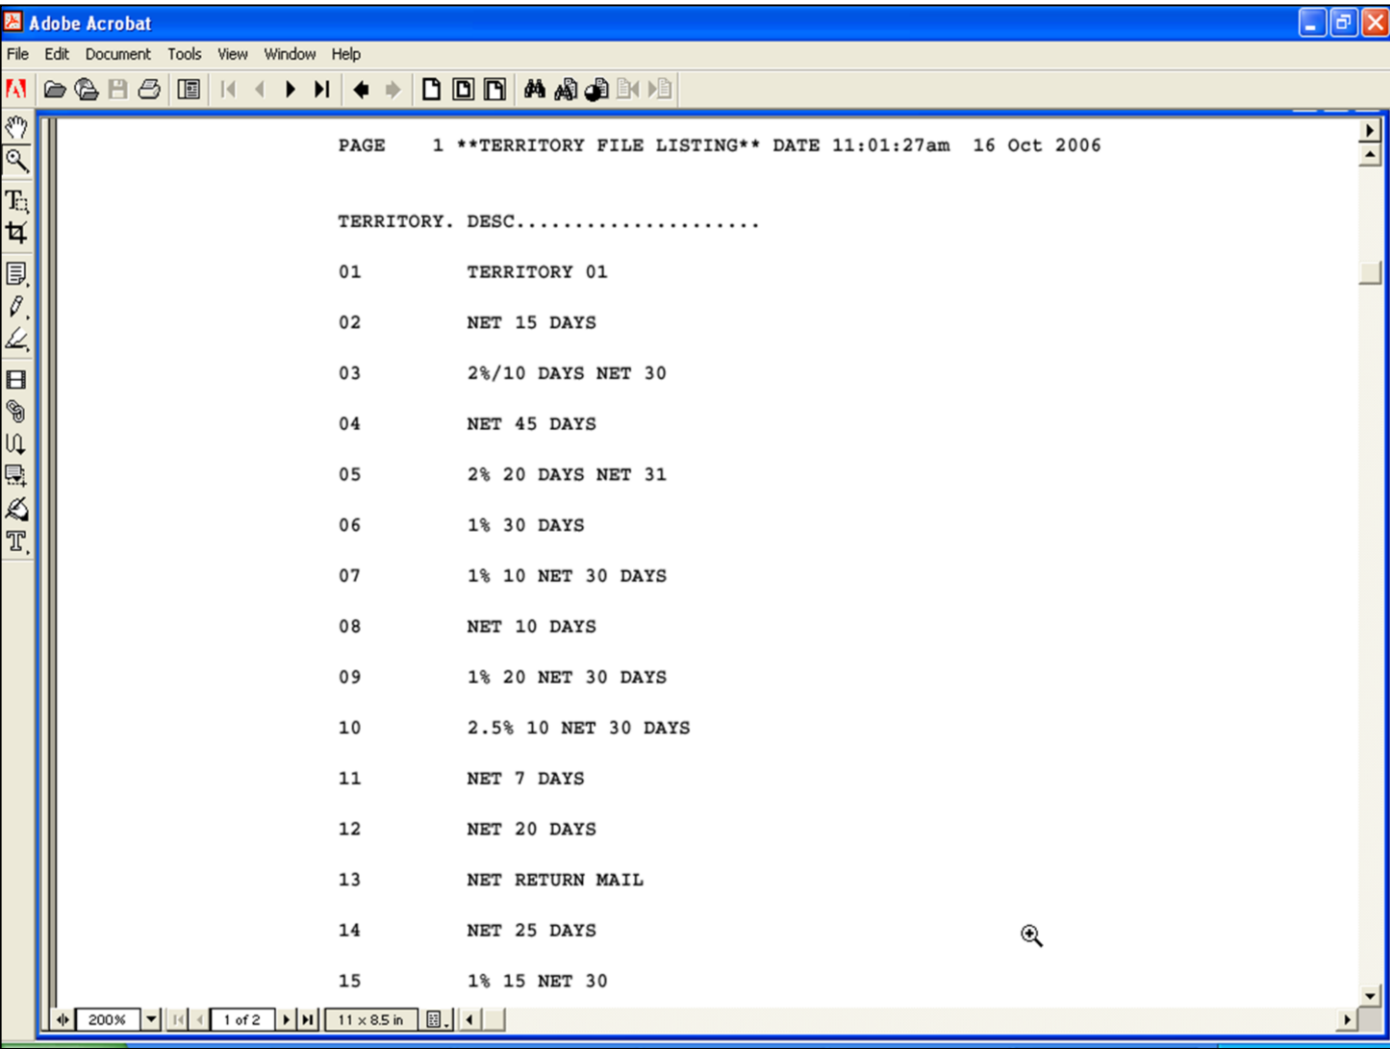 Adobe Acrobat
File Edit Document Tools View Window Help
PAGE 1 **TERRITORY FILE LISTING** DATE 11:01:27am 16 Oct 2006
TERRITORY. DESC.....................
01 TERRITORY 01
02 NET 15 DAYS
03 2%/10 DAYS NET 30
04 NET 45 DAYS
05 2% 20 DAYS NET 31
06 1% 30 DAYS
07 1% 10 NET 30 DAYS
08 NET 10 DAYS
09 1% 20 NET 30 DAYS
10 2.5% 10 NET 30 DAYS
11 NET 7 DAYS
12 NET 20 DAYS
13 NET RETURN MAIL
14 NET 25 DAYS
15 1% 15 NET 30
200% 1 of 2 11 x 8.5 in